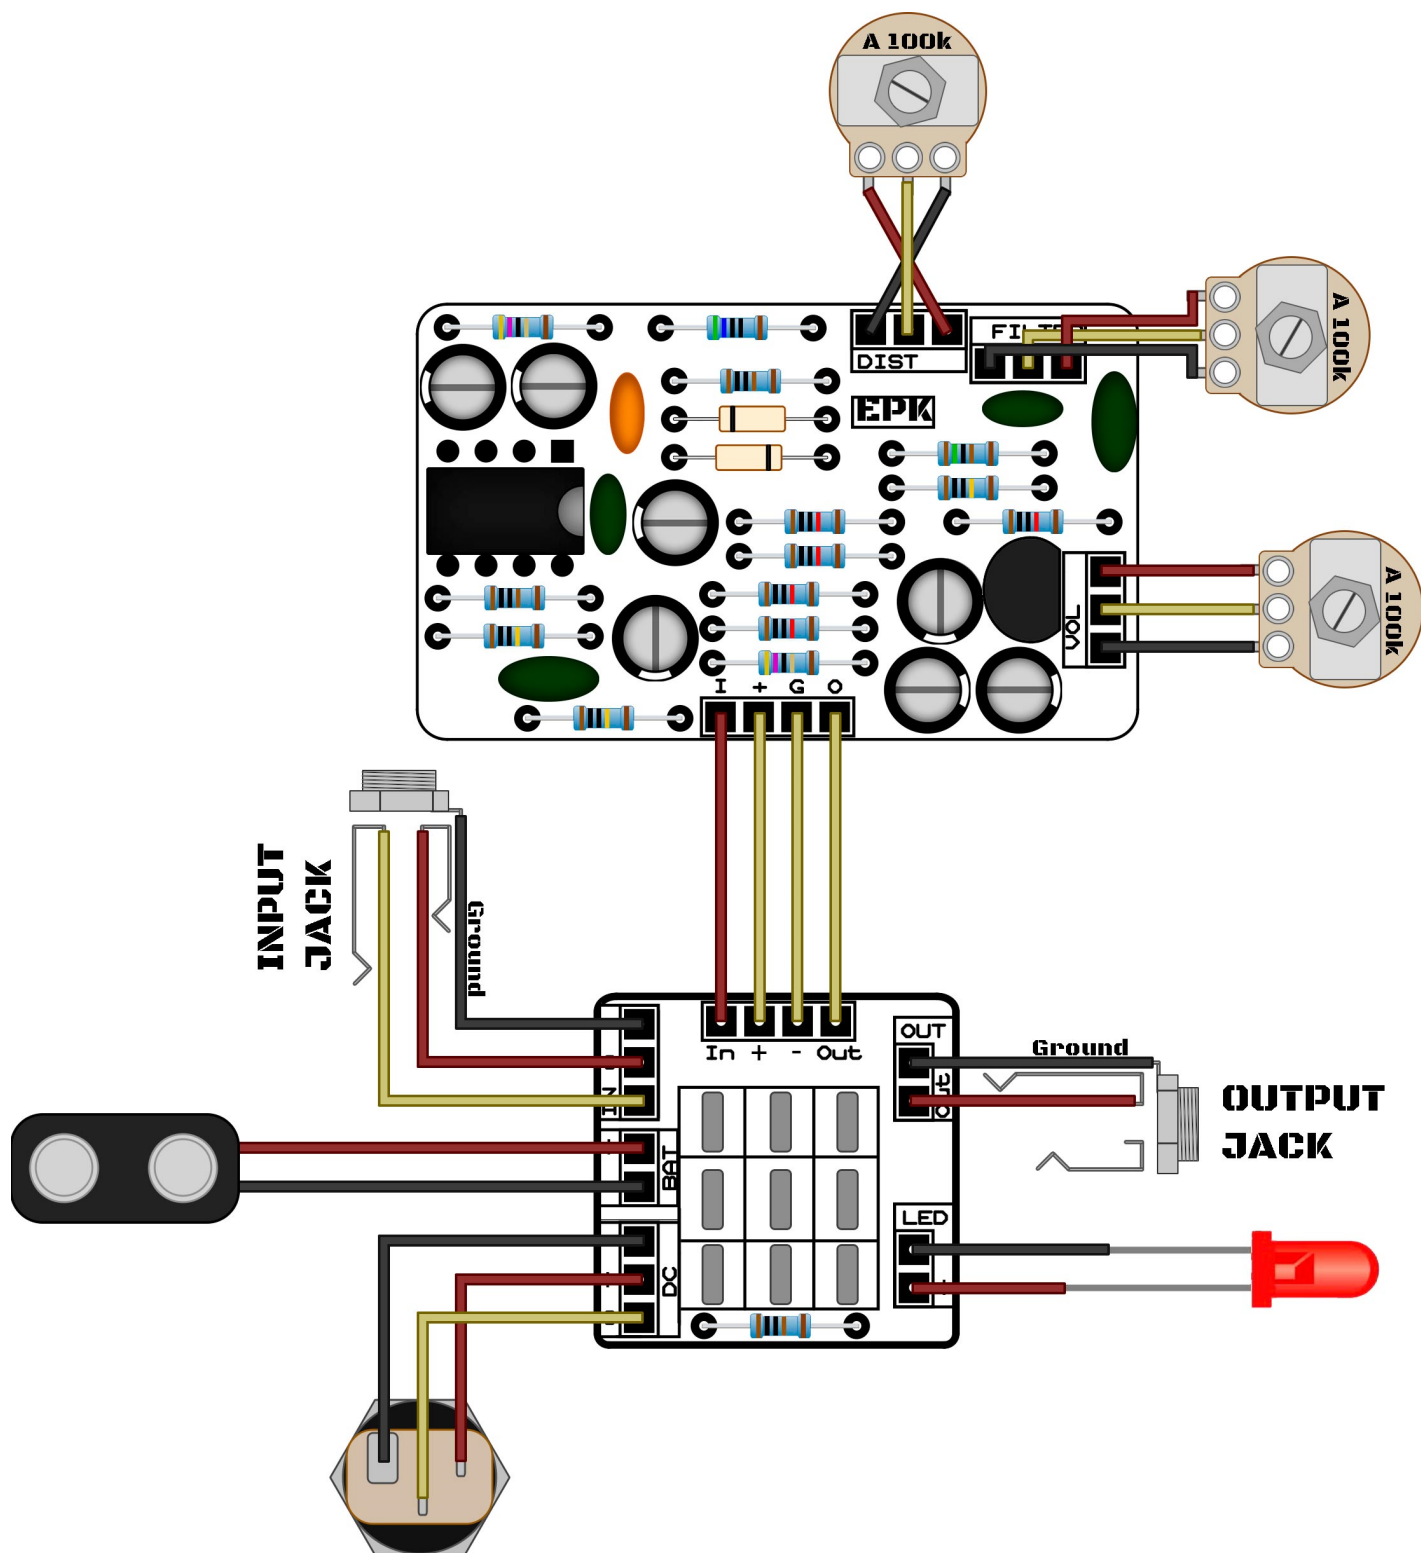 A 100k
A 100k
DIST
EPK
A 100k
VOL
I + G O
INPUT
JACK
Ground
In + - Out
OUT
Out
Ground
IN
OUTPUT
JACK
BAT
LED
DC